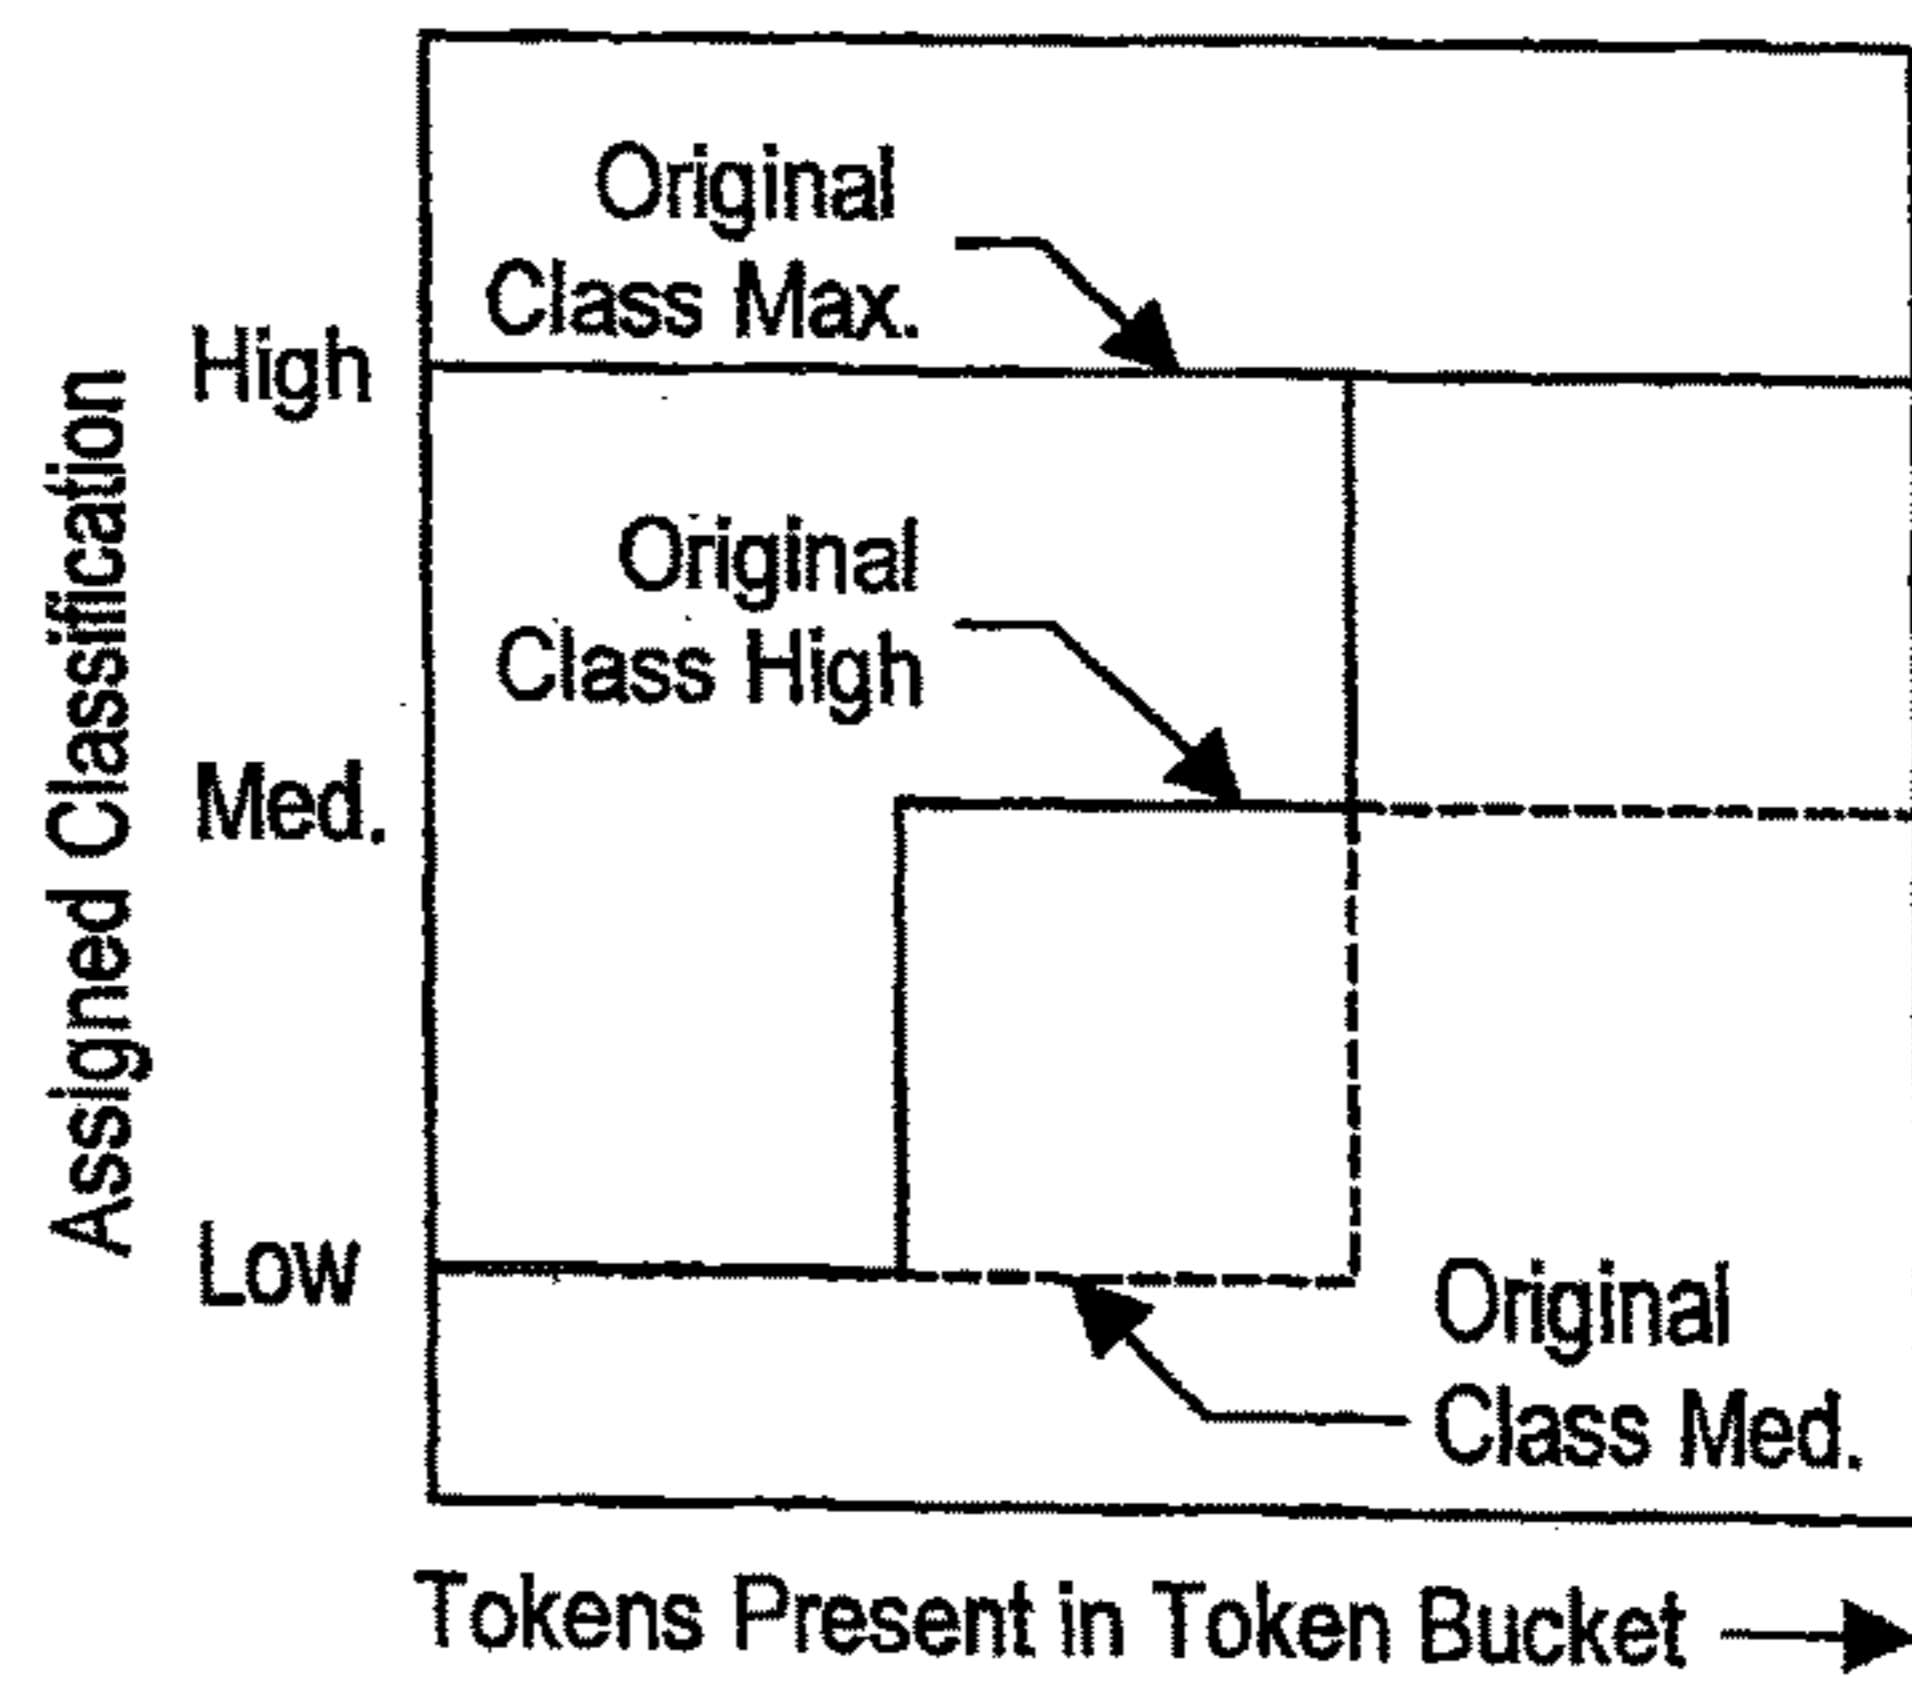 Original
Class Max.
High
Original
Class High
Assigned Classification
Med.
Low
Original
Class Med.
Tokens Present in Token Bucket